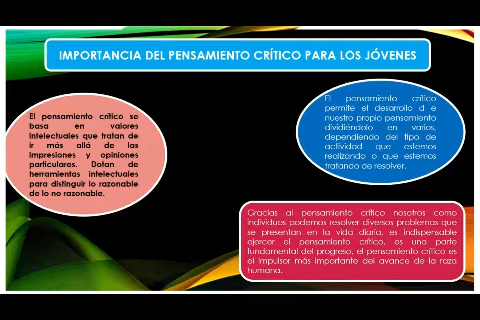 IMPORTANCIA DEL PENSAMIENTO CRÍTICO PARA LOS JÓVENES
El pensamiento crítico se
basa en valores
intelectuales que tratan de
ir más allá de las
impresiones y opiniones
particulares. Dotan de
herramientas intelectuales
para distinguir lo razonable
de lo no razonable.
El pensamiento crítico
permite el desarrollo d e
nuestro propio pensamiento
dividiéndolo en varios,
dependiendo del tipo de
actividad que estemos
realizando o que estemos
tratando de resolver.
Gracias al pensamiento crítico nosotros como
individuos podemos resolver diversos problemas que
se presentan en la vida diaria, es indispensable
ejercer el pensamiento crítico, es una parte
fundamental del progreso, el pensamiento crítico es
el impulsor más importante del avance de la raza
humana.